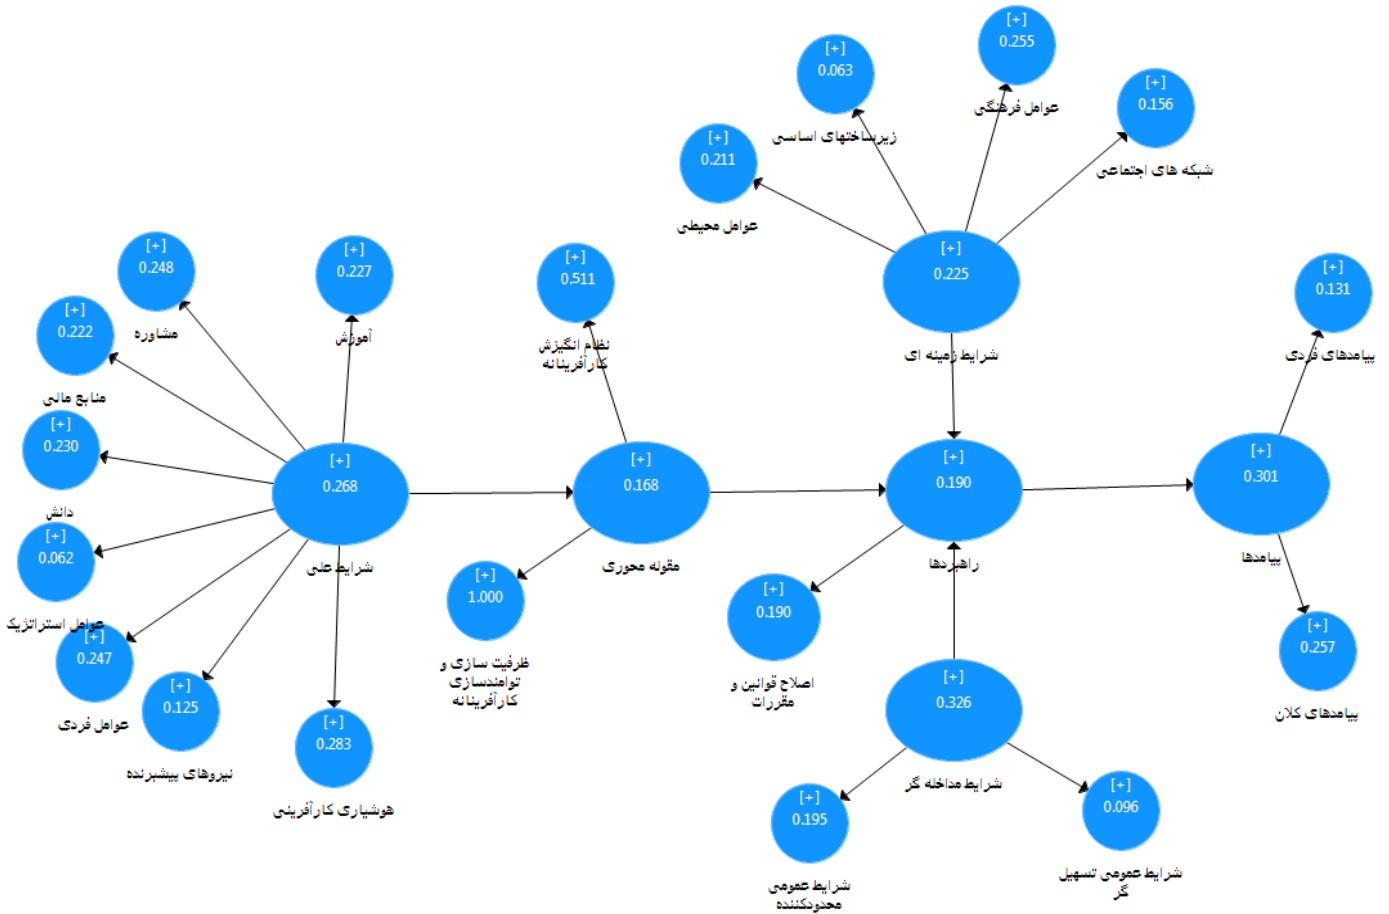 [+]
0.255
عوامل فرهنگی
[+]
0.063
زیرساختهای اساسی
[+]
0.156
شبکه های اجتماعی
[+]
0.211
عوامل محیطی
[+]
0.225
شرایط زمینه ای
[+]
0.248
مشاوره
[+]
0.227
آموزش
[+]
0.511
نظام انگیزش
کارآفرینانه
[+]
0.131
پیامدهای فردی
[+]
0.222
منابع مالی
[+]
0.230
دانش
[+]
0.268
شرایط علی
[+]
0.168
مقوله محوری
[+]
0.190
راهبردها
[+]
0.301
پیامدها
[+]
0.062
عوامل استراتژیک
[+]
1.000
ظرفیت سازی و
توامندسازی
کارآفرینانه
[+]
0.190
اصلاح قوانین و
مقررات
[+]
0.257
پیامدهای کلان
[+]
0.247
عوامل فردی
[+]
0.125
نیروهای پیشبرنده
[+]
0.283
هوشیاری کارآفرینی
[+]
0.326
شرایط مداخله گر
[+]
0.195
شرایط عمومی
محدودکننده
[+]
0.096
شرایط عمومی تسهیل
گر